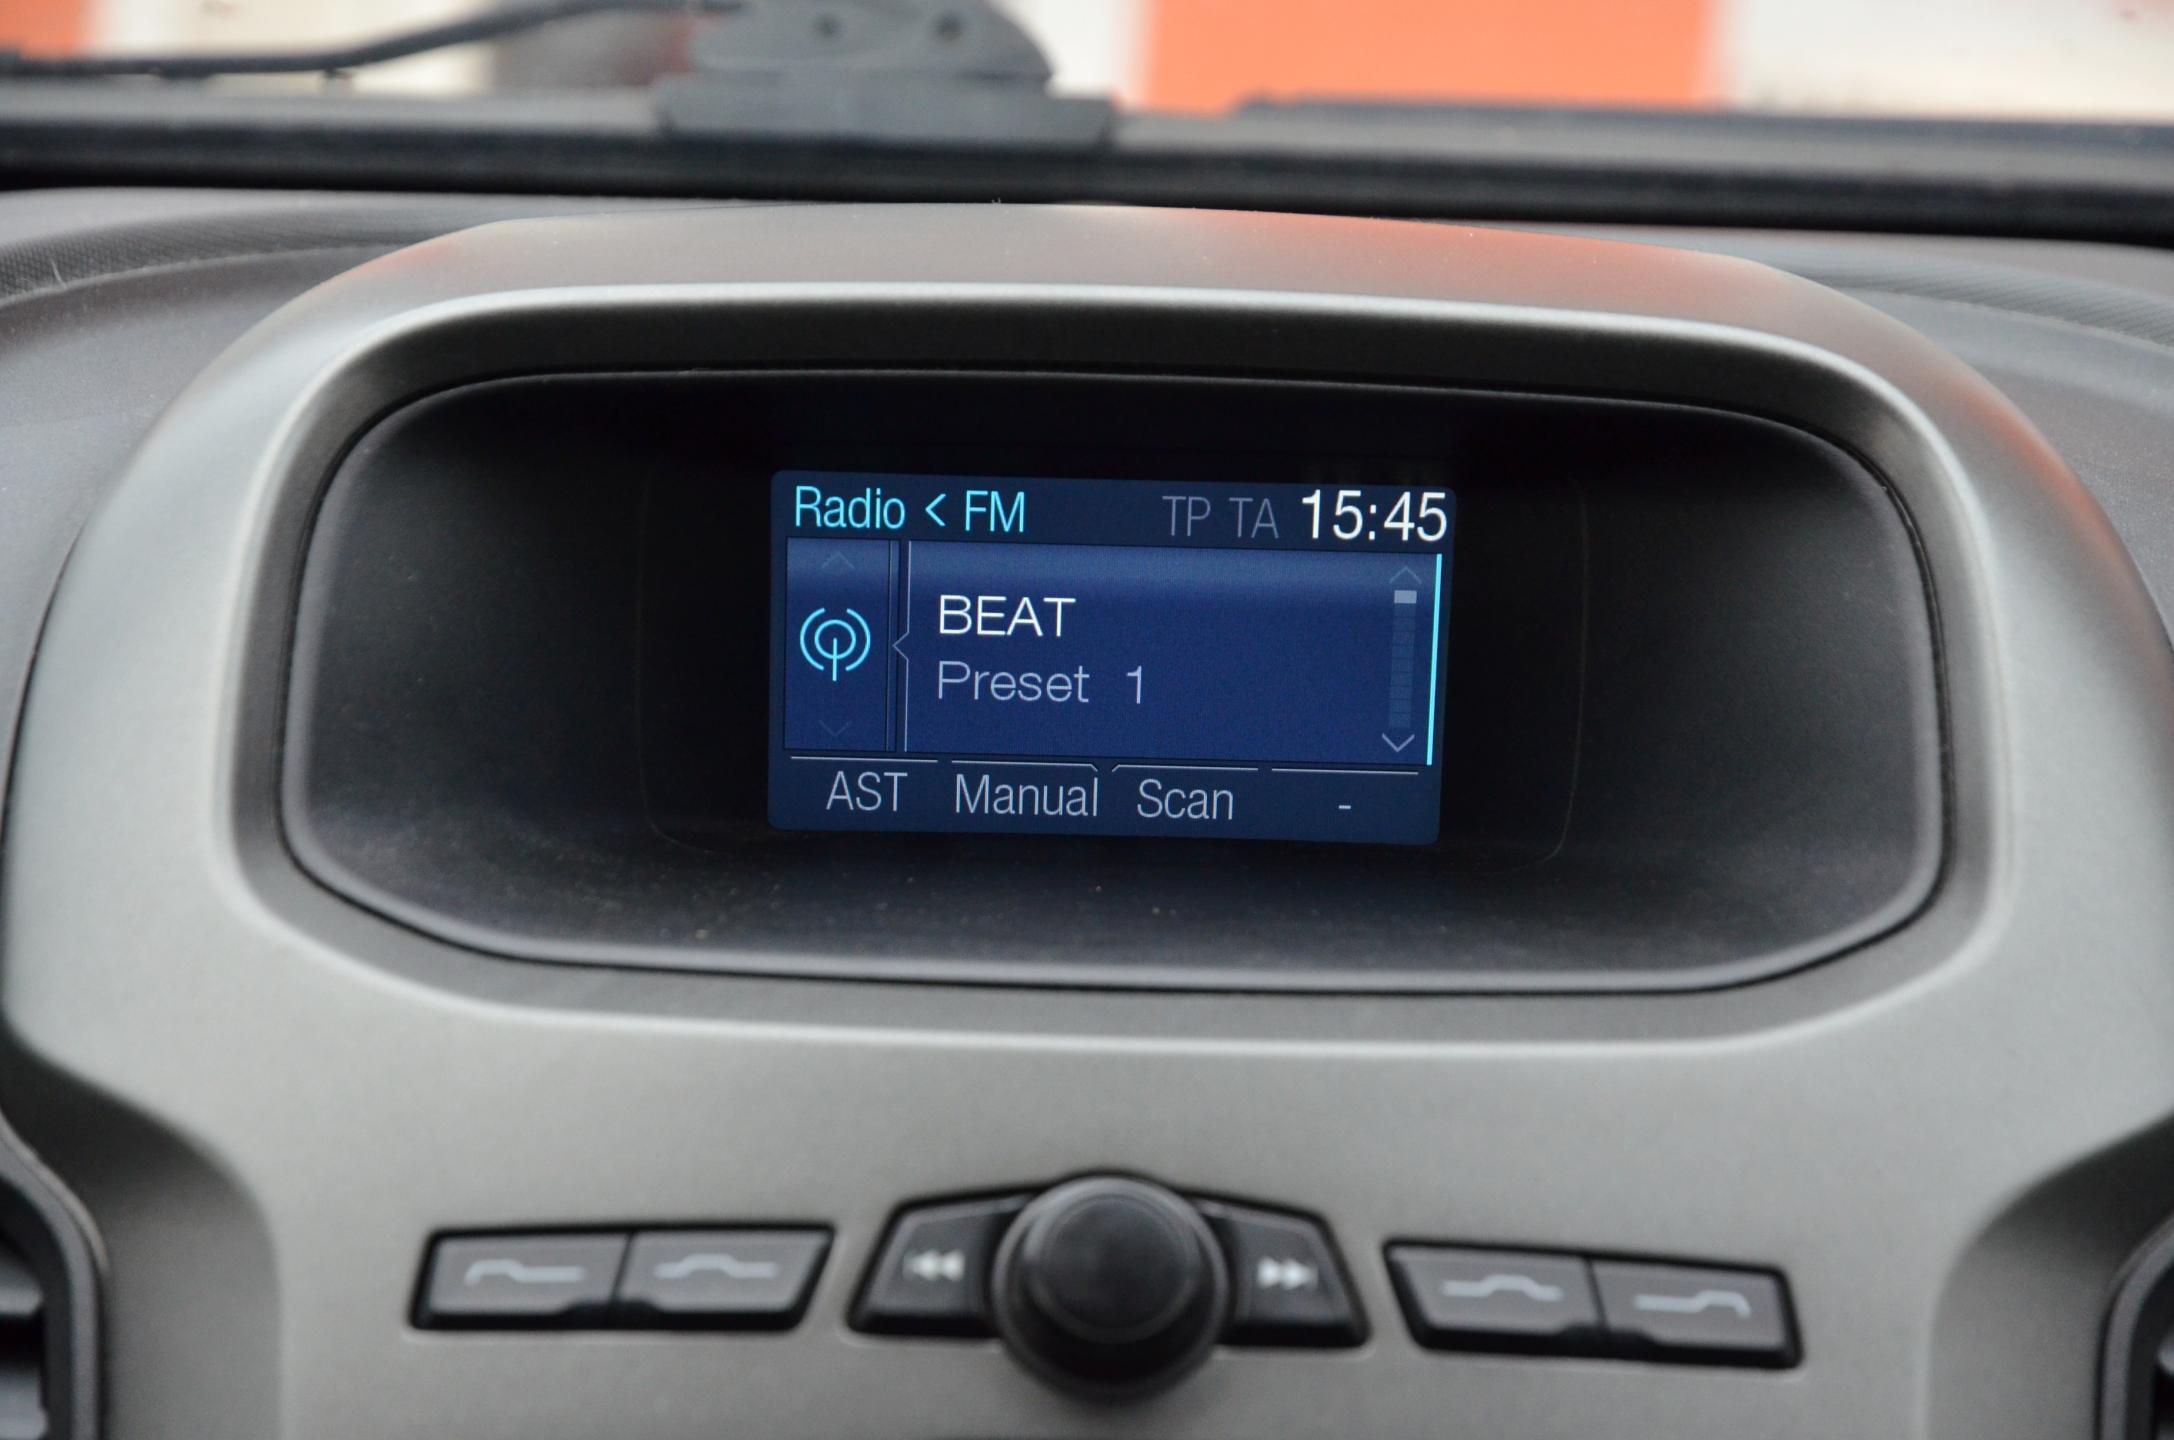 Radio < FM TP TA 15:45
BEAT
Preset 1
AST Manual Scan -